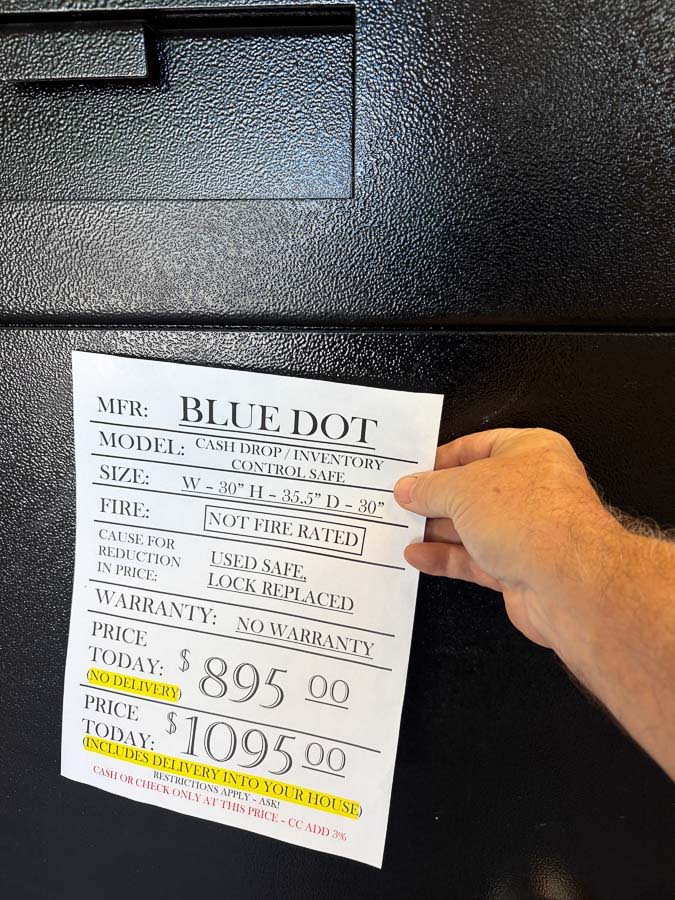 MFR: BLUE DOT
MODEL: CASH DROP / INVENTORY
CONTROL SAFE
SIZE: W – 30” H – 35.5” D – 30”
FIRE: NOT FIRE RATED
CAUSE FOR
REDUCTION
IN PRICE:
USED SAFE,
LOCK REPLACED
WARRANTY: NO WARRANTY
PRICE
TODAY: $ 895 00
(NO DELIVERY)
PRICE
TODAY: $ 1095 00
(INCLUDES DELIVERY INTO YOUR HOUSE)
RESTRICTIONS APPLY – ASK!
CASH OR CHECK ONLY AT THIS PRICE – CC ADD 3%